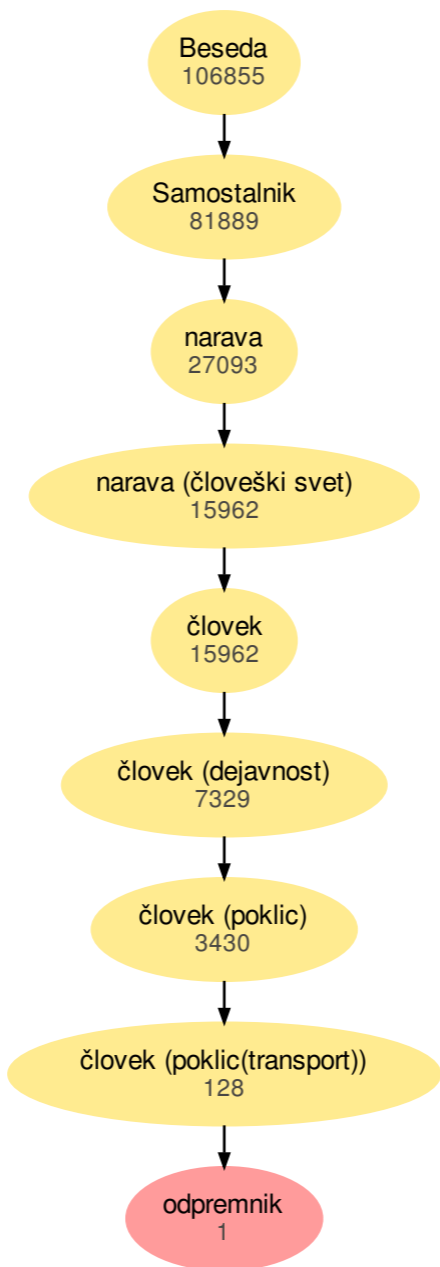 Beseda
106855
Samostalnik
81889
narava
27093
narava (človeški svet)
15962
človek
15962
človek (dejavnost)
7329
človek (poklic)
3430
človek (poklic(transport))
128
odpremnik
1